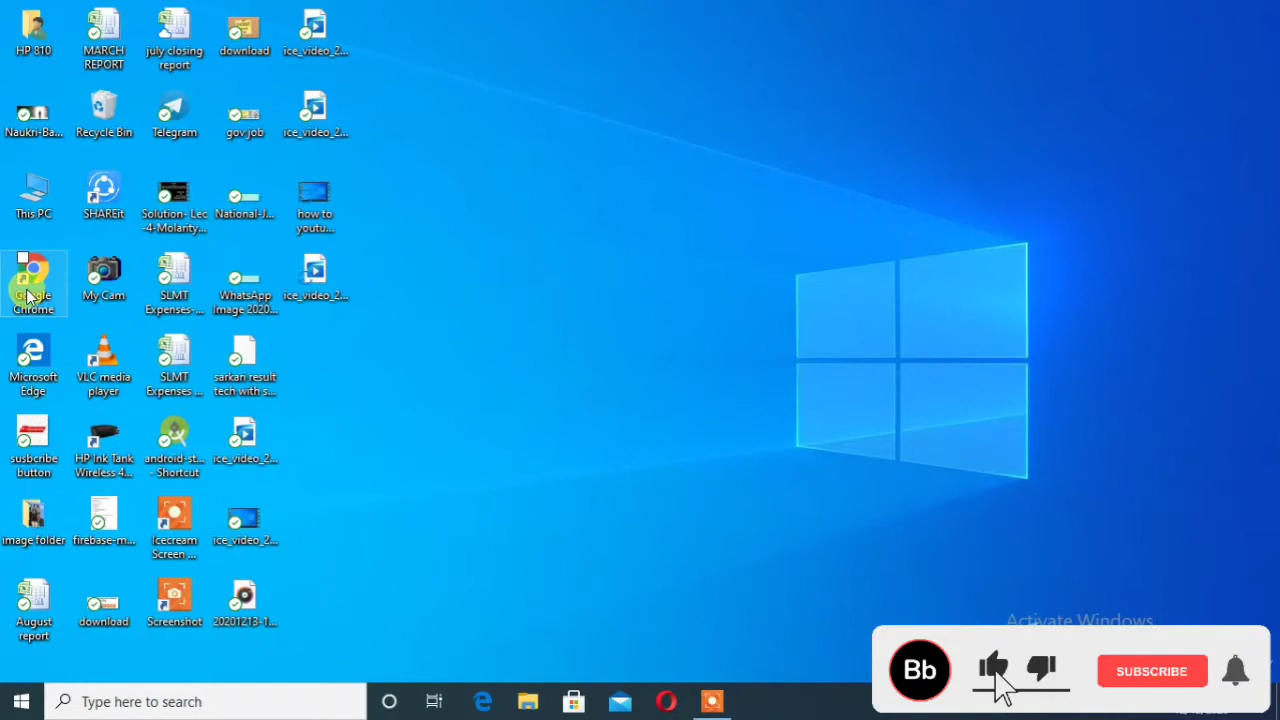 HP 810
MARCH
REPORT
july closing
report
download
ice_video_2...
Naukri-Ba...
Recycle Bin
Telegram
gov.job
ice_video_2...
This PC
SHAREit
Solution- Lec
-4-Molarity...
National-J...
how to
youtu...
Google
Chrome
My Cam
SLMT
Expenses-...
WhatsApp
Image 2020...
ice_video_2...
Microsoft
Edge
VLC media
player
SLMT
Expenses ...
sarkari result
tech with s...
susbcribe
button
HP Ink Tank
Wireless 4...
android-st...
- Shortcut
ice_video_2...
image folder
firebase-m...
Icecream
Screen ...
ice_video_2...
August
report
download
Screenshot
20201213-1...
Activate Windows
Bb
SUBSCRIBE
Type here to search